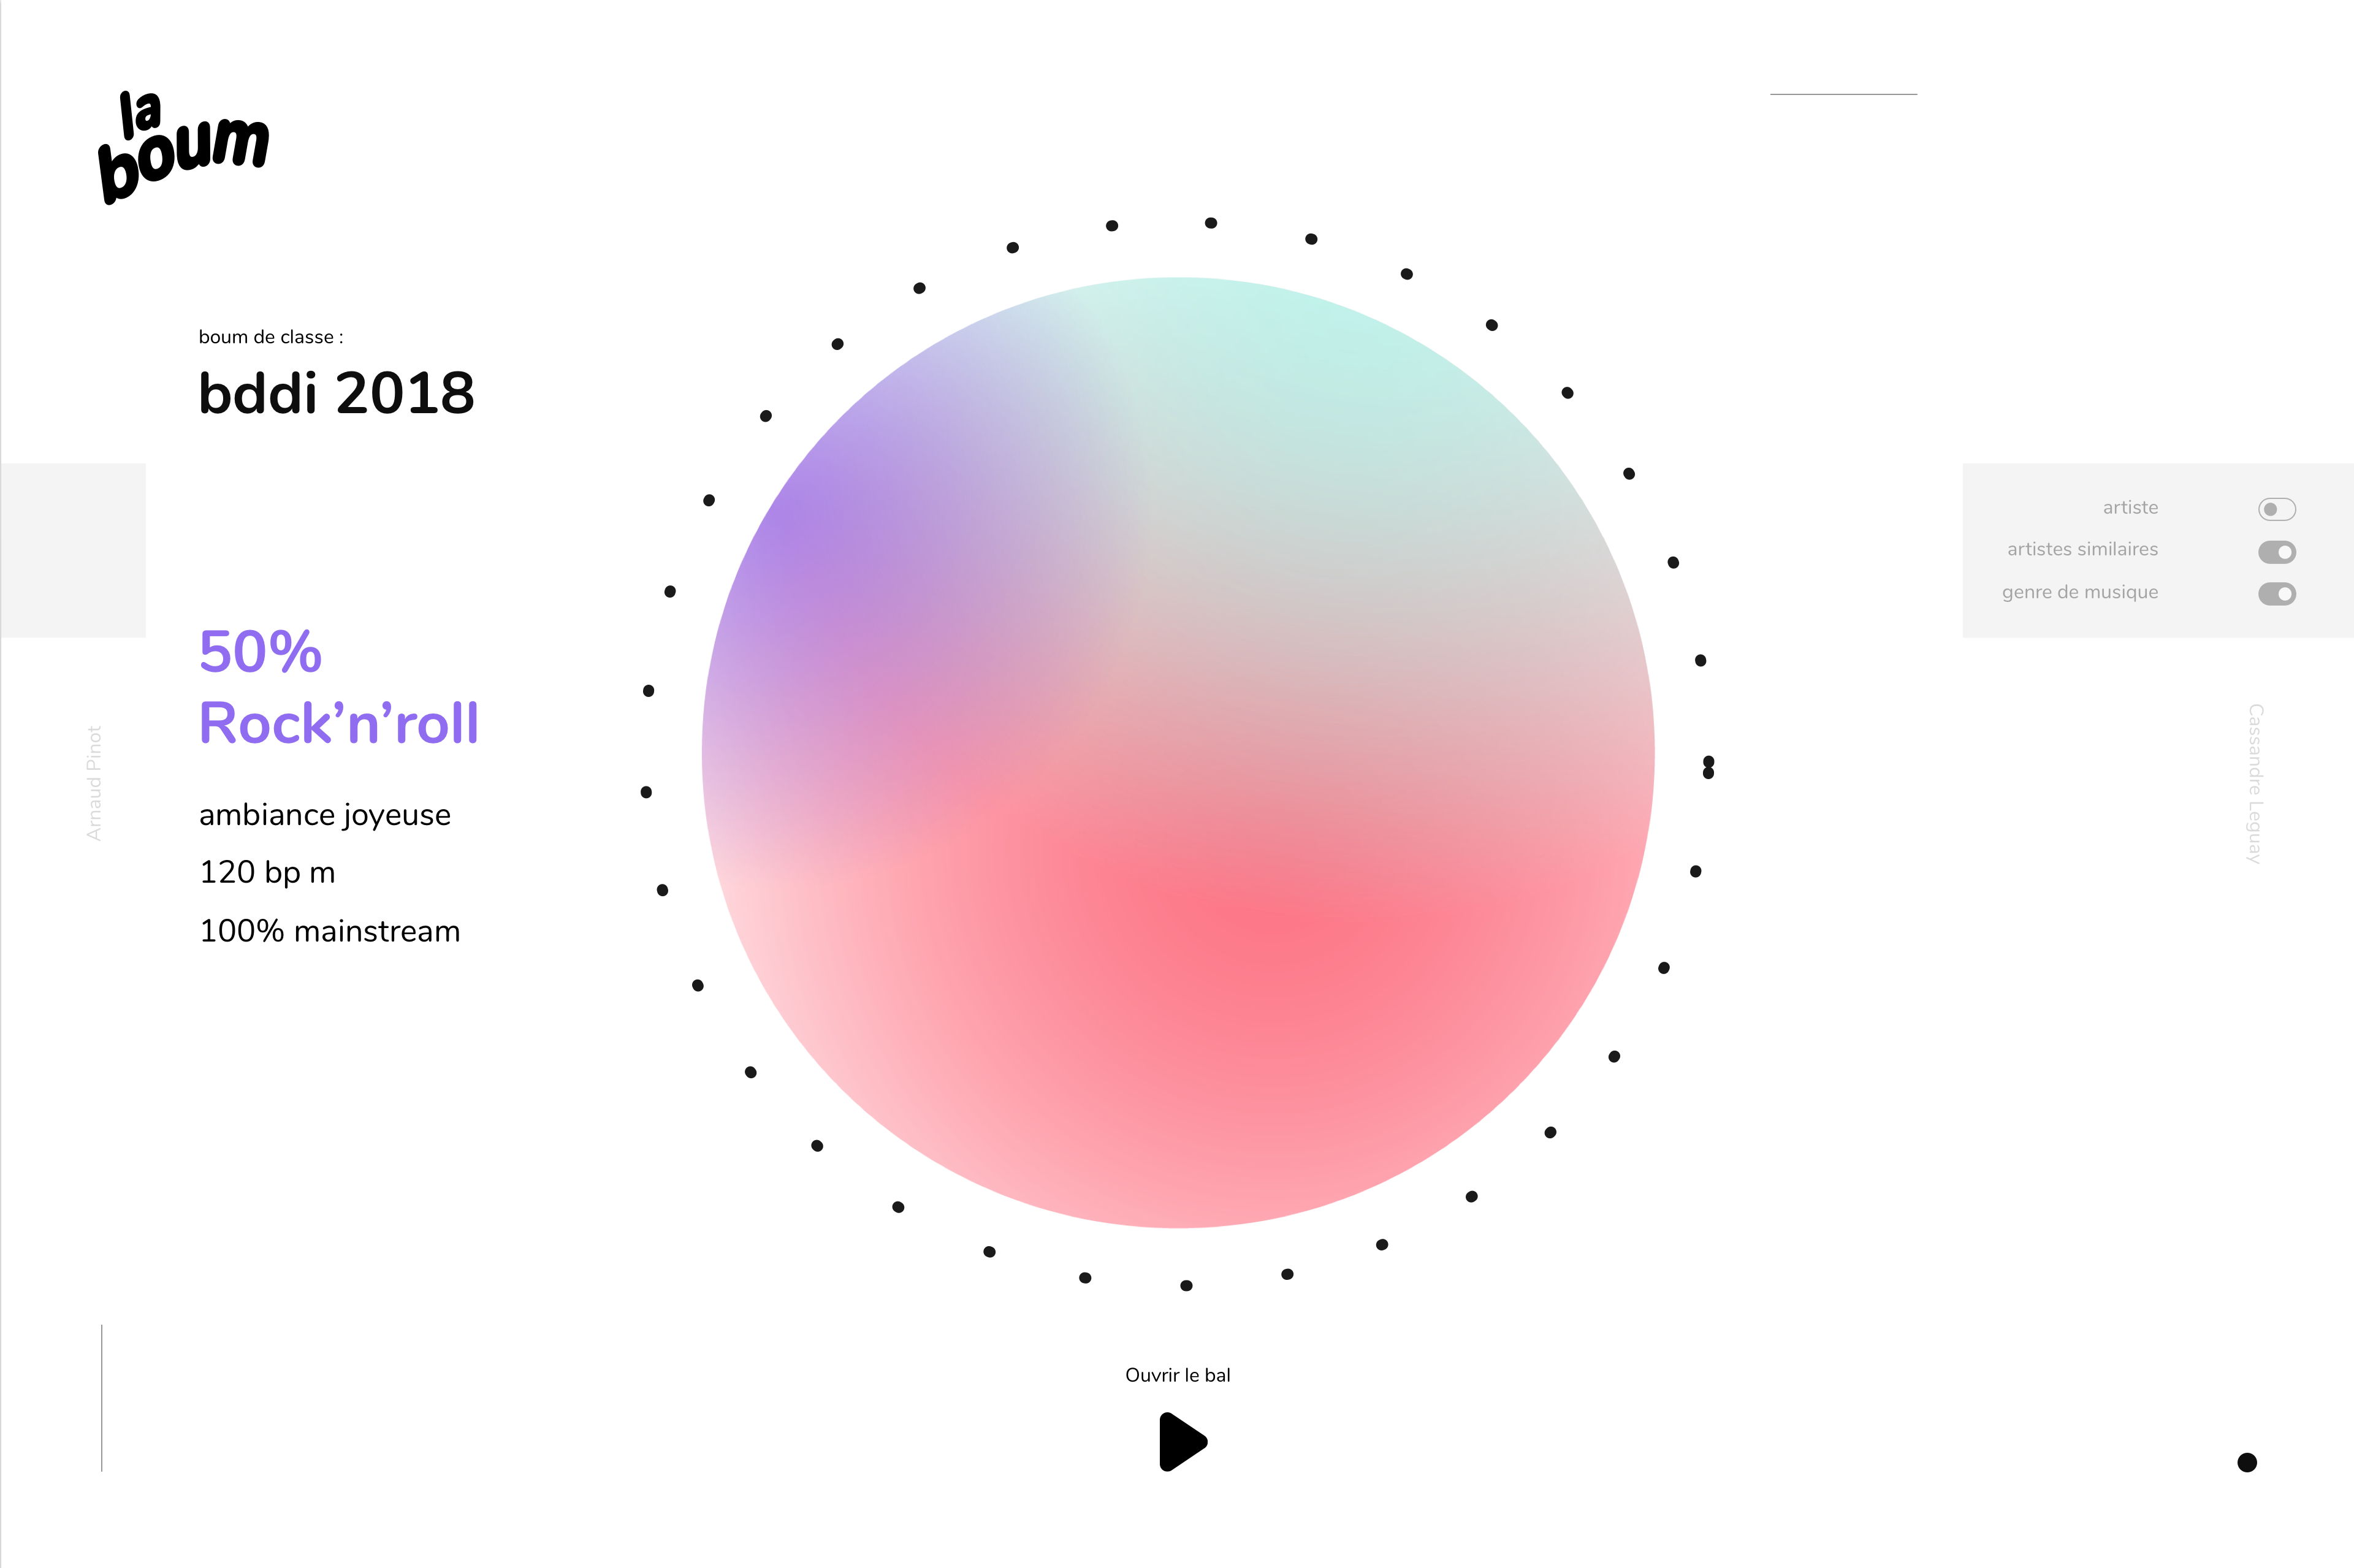 la
boum
boum de classe :
bddi 2018
artiste
artistes similaires
genre de musique
50%
Rock’n’roll
ambiance joyeuse
120 bp m
100% mainstream
Arnaud Pinot
Cassandre Leguay
Ouvrir le bal